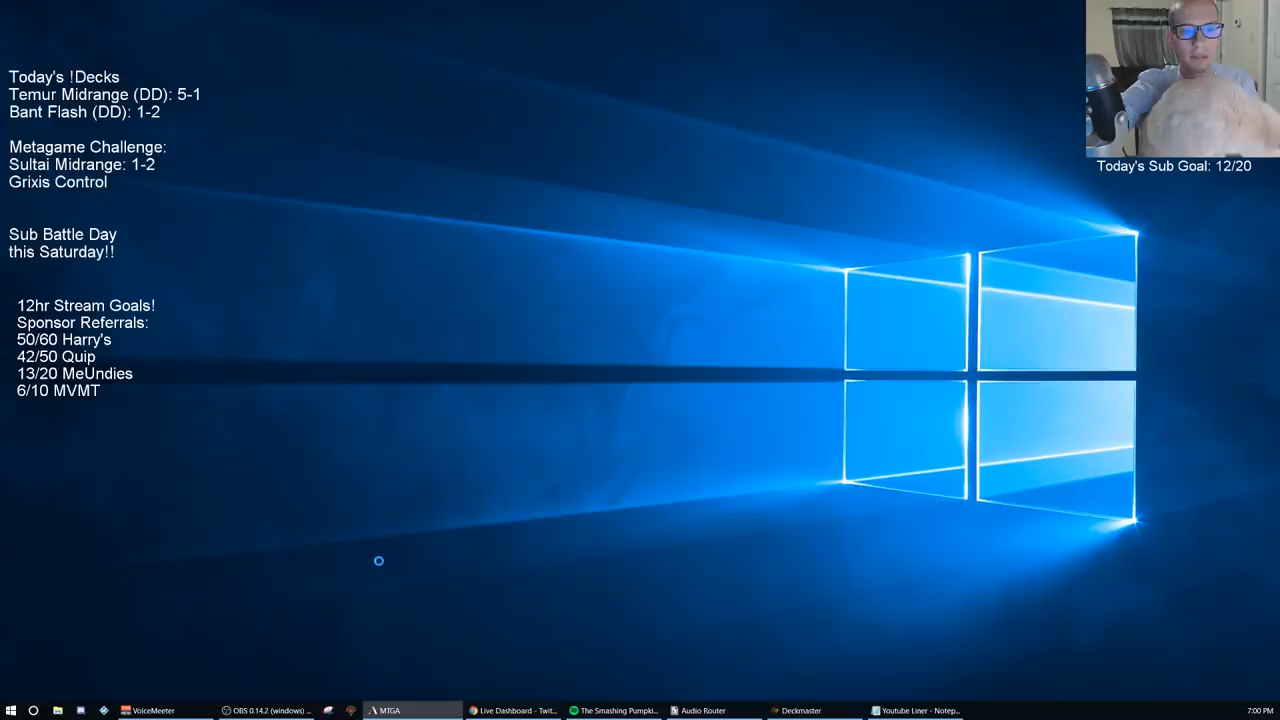 Today's !Decks
Temur Midrange (DD): 5-1
Bant Flash (DD): 1-2
Metagame Challenge:
Sultai Midrange: 1-2
Grixis Control
Sub Battle Day
this Saturday!!
12hr Stream Goals!
Sponsor Referrals:
50/60 Harry's
42/50 Quip
13/20 MeUndies
6/10 MVMT
Today's Sub Goal: 12/20
VoiceMeeter
OBS 0.14.2 (windows) ...
MTGA
Live Dashboard - Twit...
The Smashing Pumpki...
Audio Router
Deckmaster
Youtube Liner - Notep...
7:00 PM